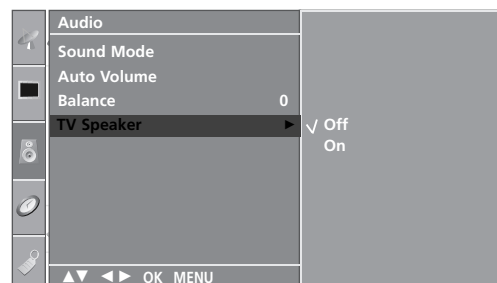 Audio
Sound Mode
Auto Volume
Balance 0
TV Speaker ► √ Off
On
▲▼ ◄► OK MENU